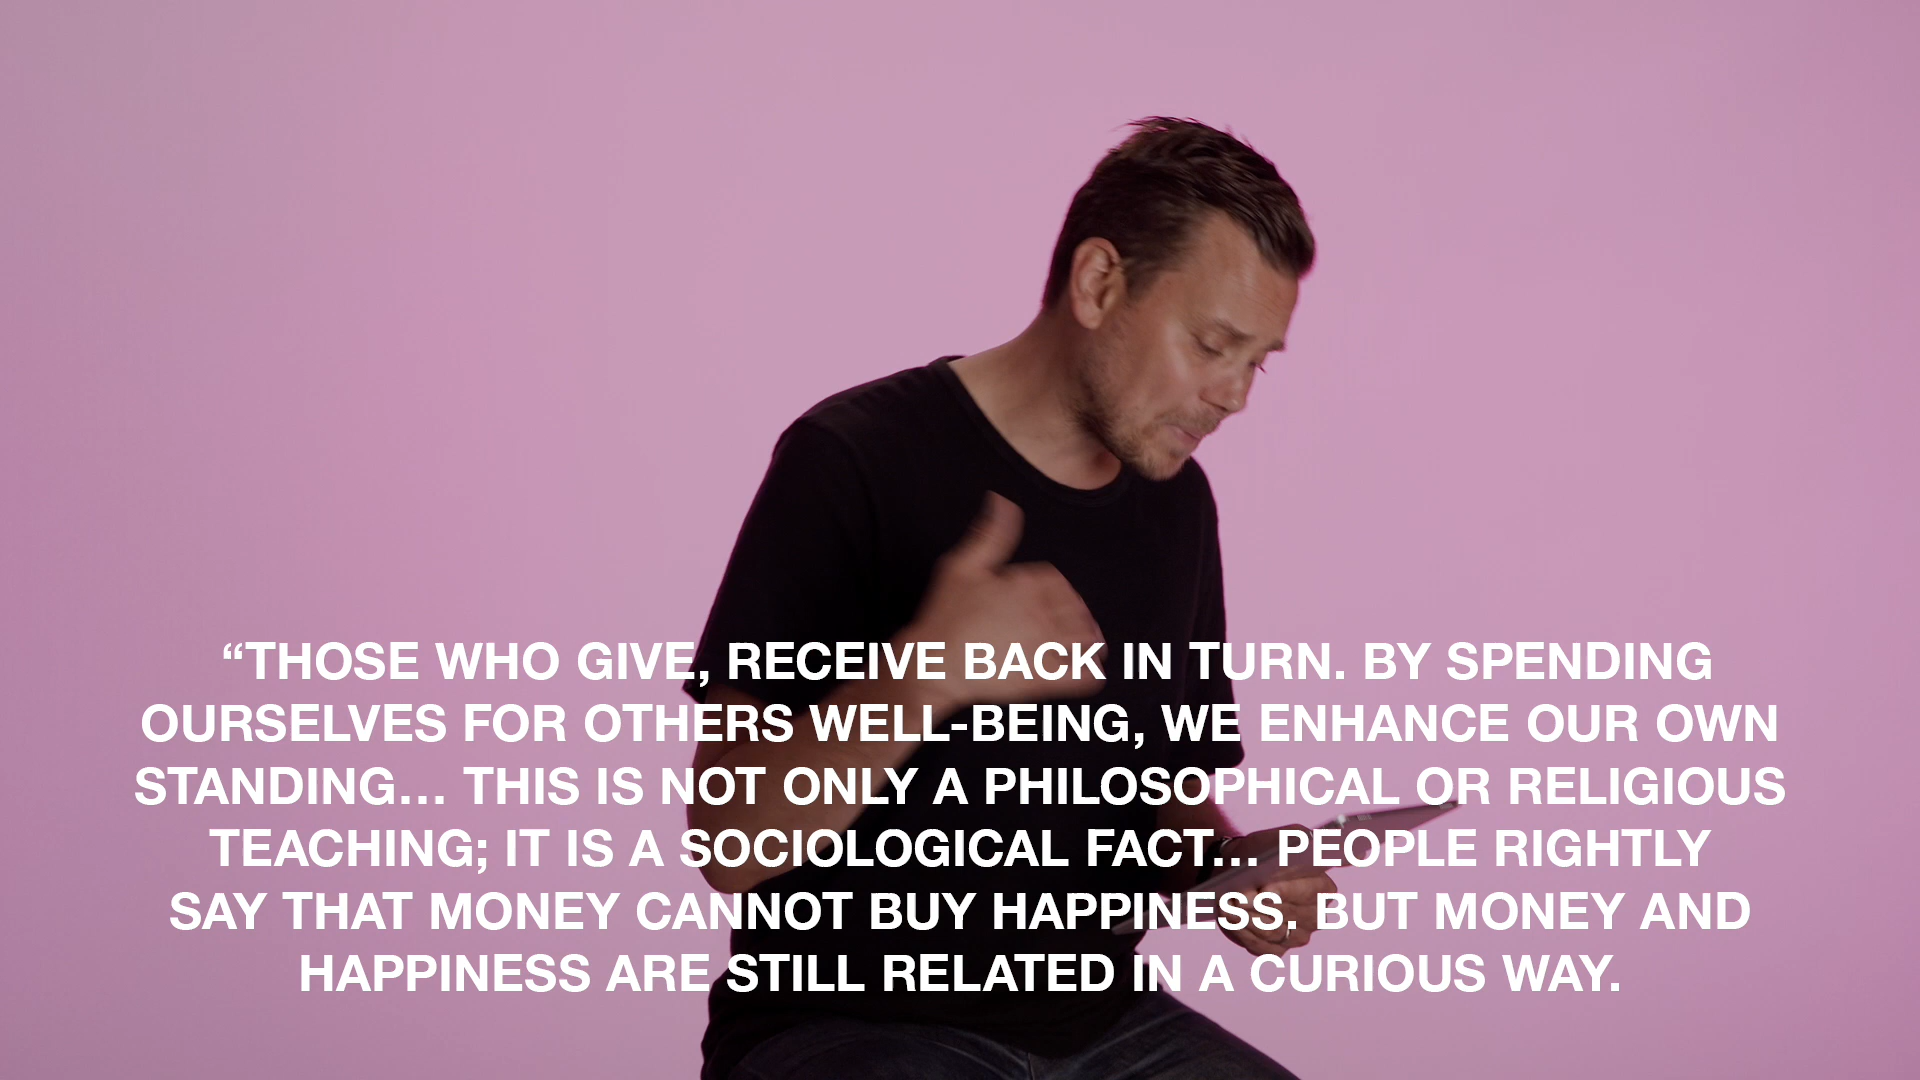 “THOSE WHO GIVE, RECEIVE BACK IN TURN. BY SPENDING
OURSELVES FOR OTHERS WELL-BEING, WE ENHANCE OUR OWN
STANDING… THIS IS NOT ONLY A PHILOSOPHICAL OR RELIGIOUS
TEACHING; IT IS A SOCIOLOGICAL FACT… PEOPLE RIGHTLY
SAY THAT MONEY CANNOT BUY HAPPINESS. BUT MONEY AND
HAPPINESS ARE STILL RELATED IN A CURIOUS WAY.